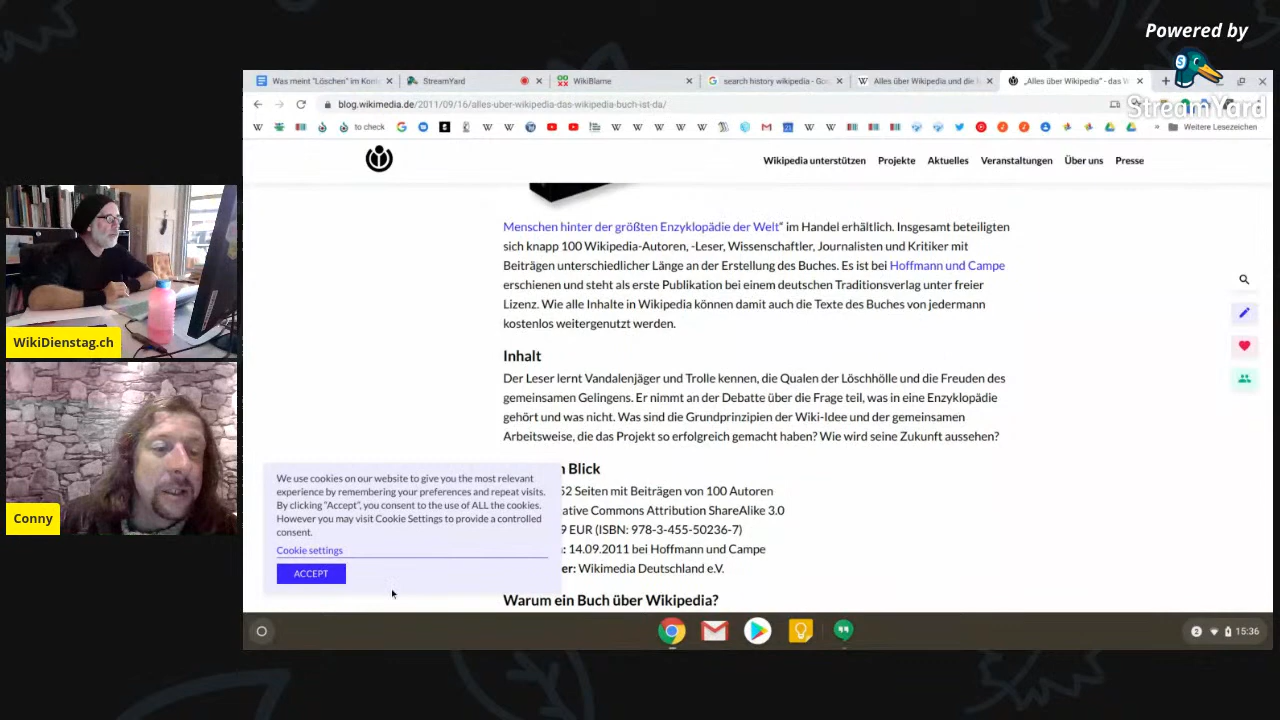 Powered by
StreamYard
Was meint "Löschen" im Kon
StreamYard
WikiBlame
search history wikipedia - Goo
Alles über Wikipedia und die
„Alles über Wikipedia“ - das W
blog.wikimedia.de/2011/09/16/alles-uber-wikipedia-das-wikipedia-buch-ist-da/
to check
Weitere Lesezeichen
Wikipedia unterstützen
Projekte
Aktuelles
Veranstaltungen
Über uns
Presse
Menschen hinter der größten Enzyklopädie der Welt“ im Handel erhältlich. Insgesamt beteiligten
sich knapp 100 Wikipedia-Autoren, -Leser, Wissenschaftler, Journalisten und Kritiker mit
Beiträgen unterschiedlicher Länge an der Erstellung des Buches. Es ist bei Hoffmann und Campe
erschienen und steht als erste Publikation bei einem deutschen Traditionsverlag unter freier
Lizenz. Wie alle Inhalte in Wikipedia können damit auch die Texte des Buches von jedermann
kostenlos weitergenutzt werden.
Inhalt
Der Leser lernt Vandalenjäger und Trolle kennen, die Qualen der Löschhölle und die Freuden des
gemeinsamen Gelingens. Er nimmt an der Debatte über die Frage teil, was in eine Enzyklopädie
gehört und was nicht. Was sind die Grundprinzipien der Wiki-Idee und der gemeinsamen
Arbeitsweise, die das Projekt so erfolgreich gemacht haben? Wie wird seine Zukunft aussehen?
n Blick
52 Seiten mit Beiträgen von 100 Autoren
ative Commons Attribution ShareAlike 3.0
9 EUR (ISBN: 978-3-455-50236-7)
: 14.09.2011 bei Hoffmann und Campe
er: Wikimedia Deutschland e.V.
Warum ein Buch über Wikipedia?
We use cookies on our website to give you the most relevant
experience by remembering your preferences and repeat visits.
By clicking "Accept", you consent to the use of ALL the cookies.
However you may visit Cookie Settings to provide a controlled
consent.
Cookie settings
ACCEPT
WikiDienstag.ch
Conny
2
15:36